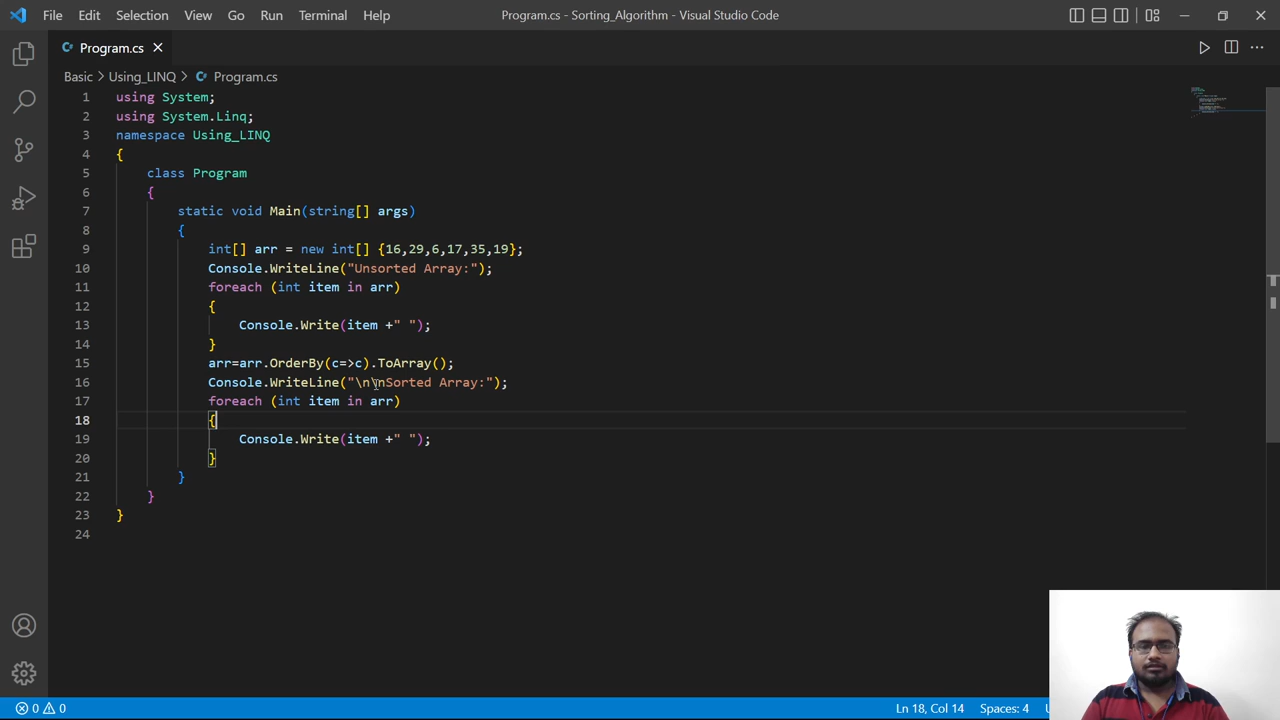 File Edit Selection View Go Run Terminal Help Program.cs - Sorting_Algorithm - Visual Studio Code
Program.cs
Basic > Using_LINQ > Program.cs
1 using System;
2 using System.Linq;
3 namespace Using_LINQ
4 {
5 class Program
6 {
7 static void Main(string[] args)
8 {
9 int[] arr = new int[] {16,29,6,17,35,19};
10 Console.WriteLine("Unsorted Array:");
11 foreach (int item in arr)
12 {
13 Console.Write(item +" ");
14 }
15 arr=arr.OrderBy(c=>c).ToArray();
16 Console.WriteLine("\n\nSorted Array:");
17 foreach (int item in arr)
18 {
19 Console.Write(item +" ");
20 }
21 }
22 }
23 }
24
0 0 Ln 18, Col 14 Spaces: 4